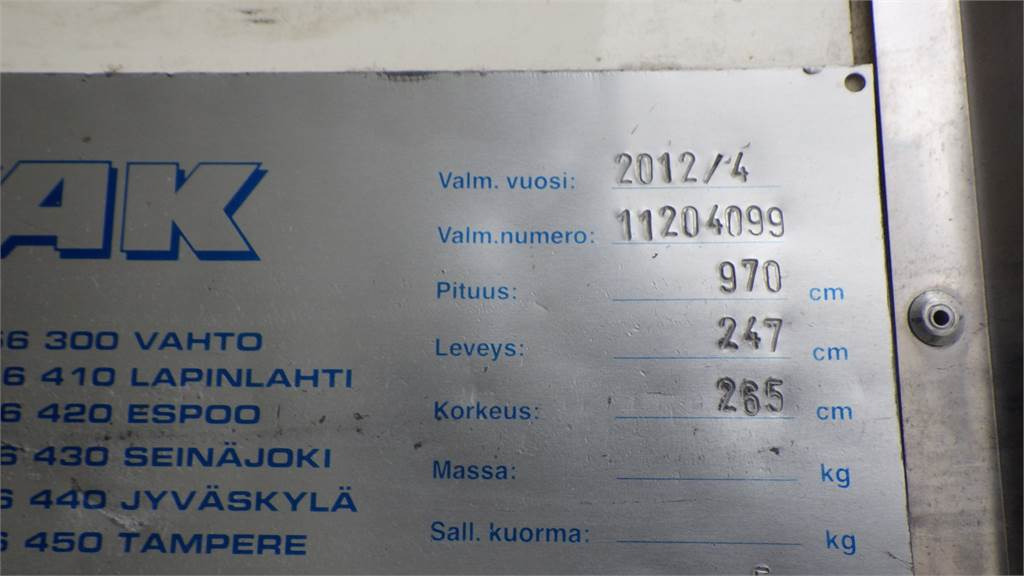 AK
Valm. vuosi: 2012/4
Valm.numero: 11204099
Pituus: 970 cm
Leveys: 247 cm
Korkeus: 265 cm
Massa: kg
Sall. kuorma: kg
6 300 VAHTO
6 410 LAPINLAHTI
6 420 ESPOO
6 430 SEINÄJOKI
6 440 JYVÄSKYLÄ
6 450 TAMPERE